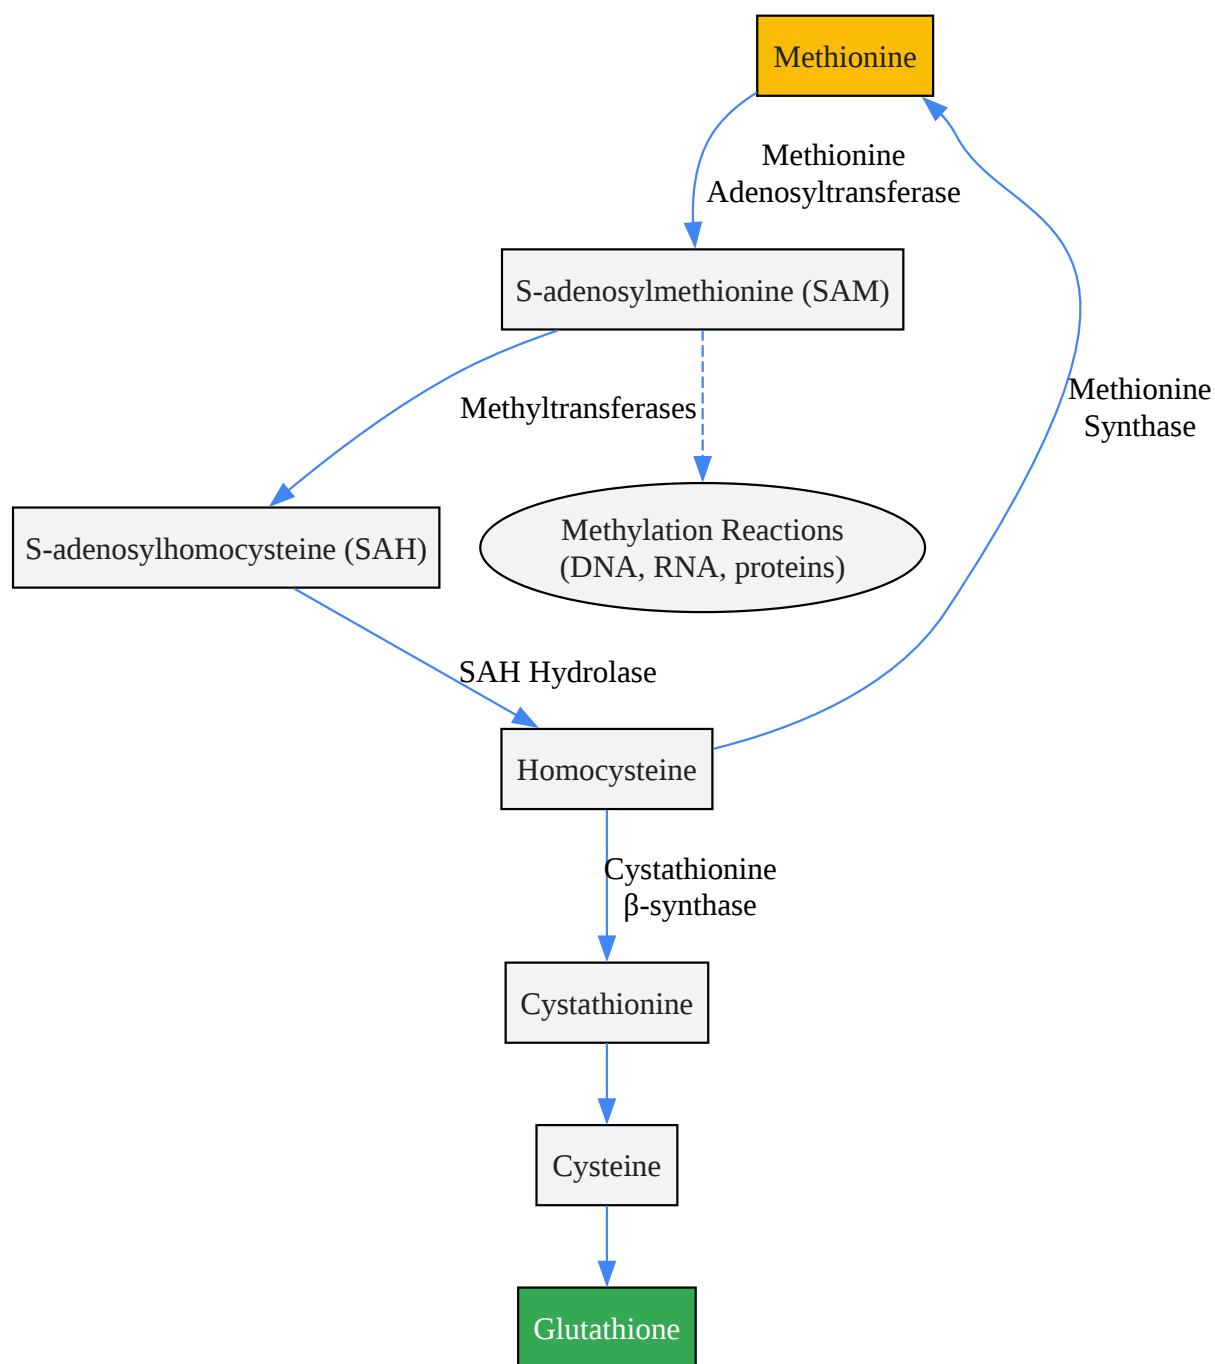 Methionine
Methionine
Adenosyltransferase
S-adenosylmethionine (SAM)
Methyltransferases
Methionine
Synthase
S-adenosylhomocysteine (SAH)
Methylation Reactions
(DNA, RNA, proteins)
SAH Hydrolase
Homocysteine
Cystathionine
β-synthase
Cystathionine
Cysteine
Glutathione